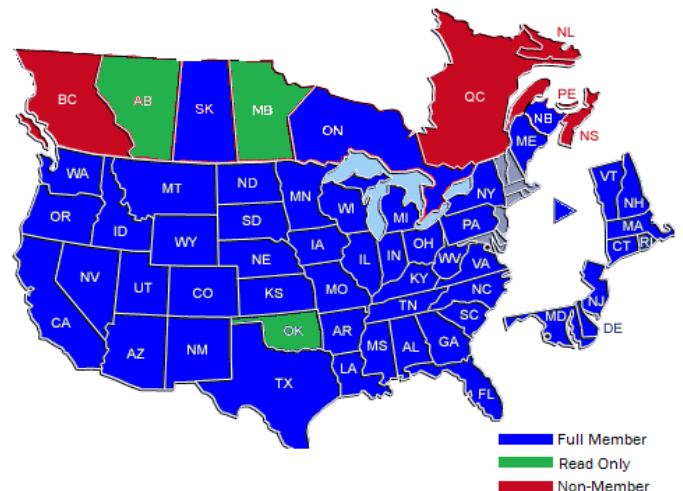 NL
BC
AB
SK
MB
ON
QC
PE
NB
NS
ME
WA
MT
ND
MN
OR
ID
WY
SD
WI
MI
NY
VT
NH
MA
CT
RI
NV
UT
CO
NE
IA
IL
IN
OH
PA
WV
VA
KY
KS
MO
CA
AZ
NM
OK
AR
TN
NC
SC
MS
AL
GA
LA
TX
FL
NJ
MD
DE
Full Member
Read Only
Non-Member